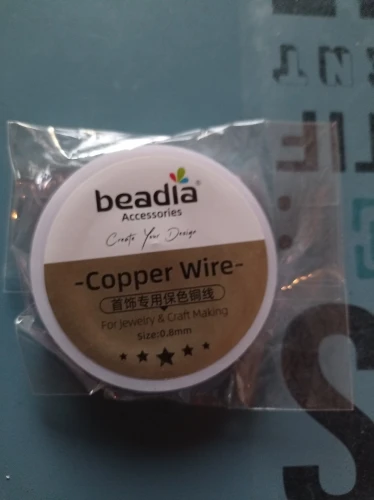 beadia®
Accessories
Create Your Design
-Copper Wire-
首饰专用保色铜线
For Jewelry & Craft Making
Size:0.8mm